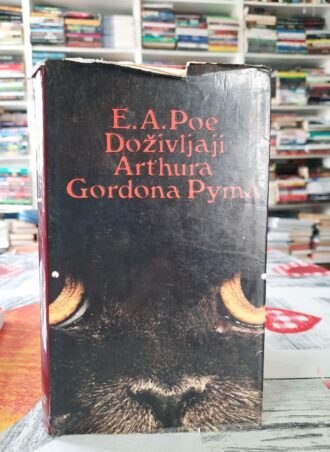 E.A.Poe
Doživljaji
Arthura
Gordona Pyma